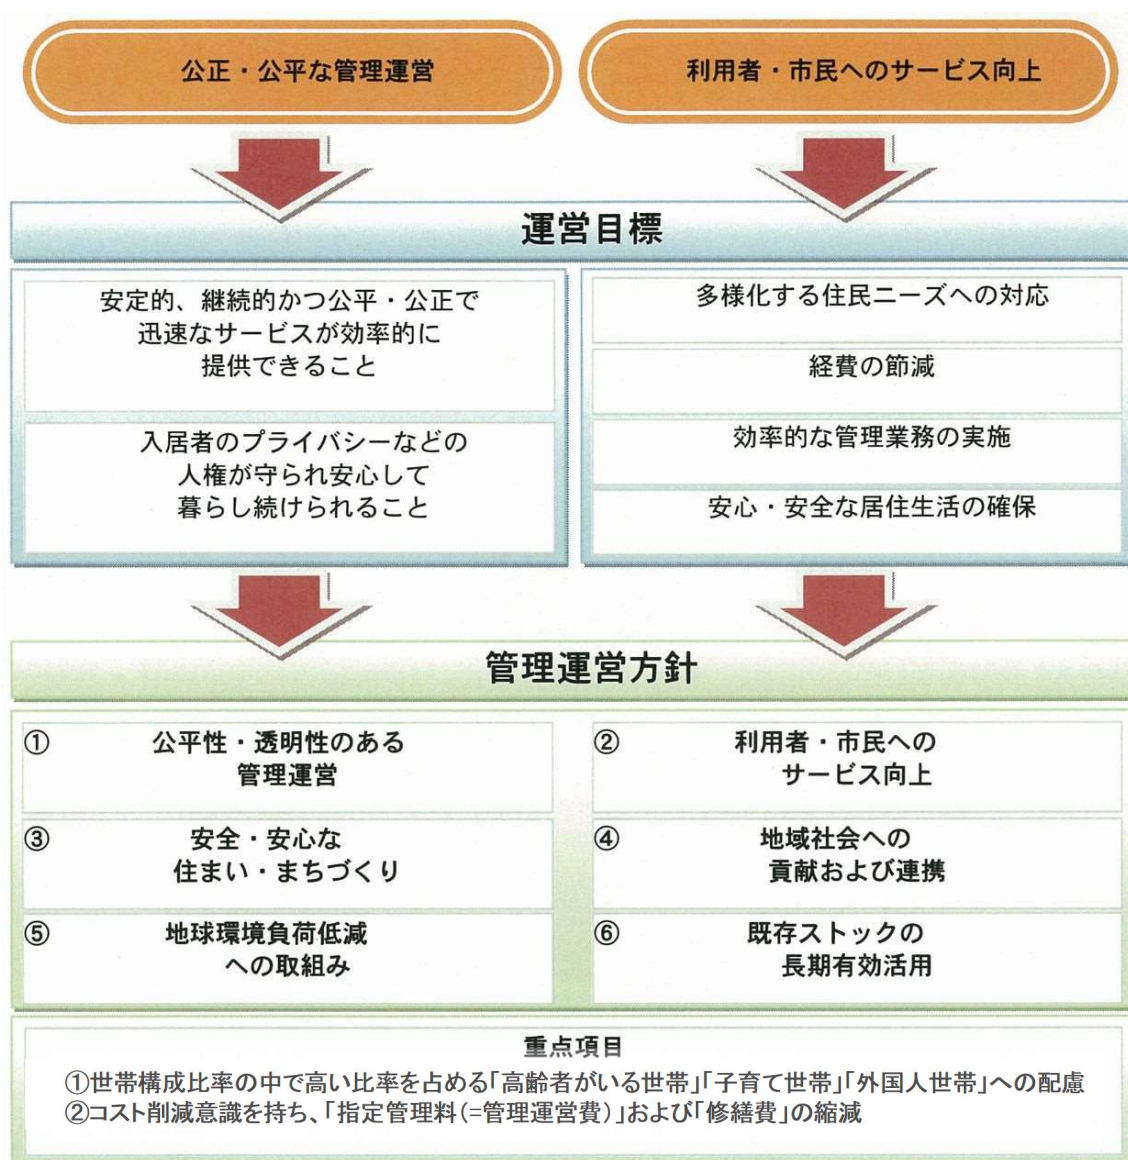 公正・公平な管理運営
利用者・市民へのサービス向上
運営目標
安定的、継続的かつ公平・公正で
迅速なサービスが効率的に
提供できること
入居者のプライバシーなどの
人権が守られ安心して
暮らし続けられること
多様化する住民ニーズへの対応
経費の節減
効率的な管理業務の実施
安心・安全な居住生活の確保
管理運営方針
① 公平性・透明性のある
管理運営
② 利用者・市民への
サービス向上
③ 安全・安心な
住まい・まちづくり
④ 地域社会への
貢献および連携
⑤ 地球環境負荷低減
への取組み
⑥ 既存ストックの
長期有効活用
重点項目
①世帯構成比率の中で高い比率を占める「高齢者がいる世帯」「子育て世帯」「外国人世帯」への配慮
②コスト削減意識を持ち、「指定管理料(=管理運営費)」および「修繕費」の縮減